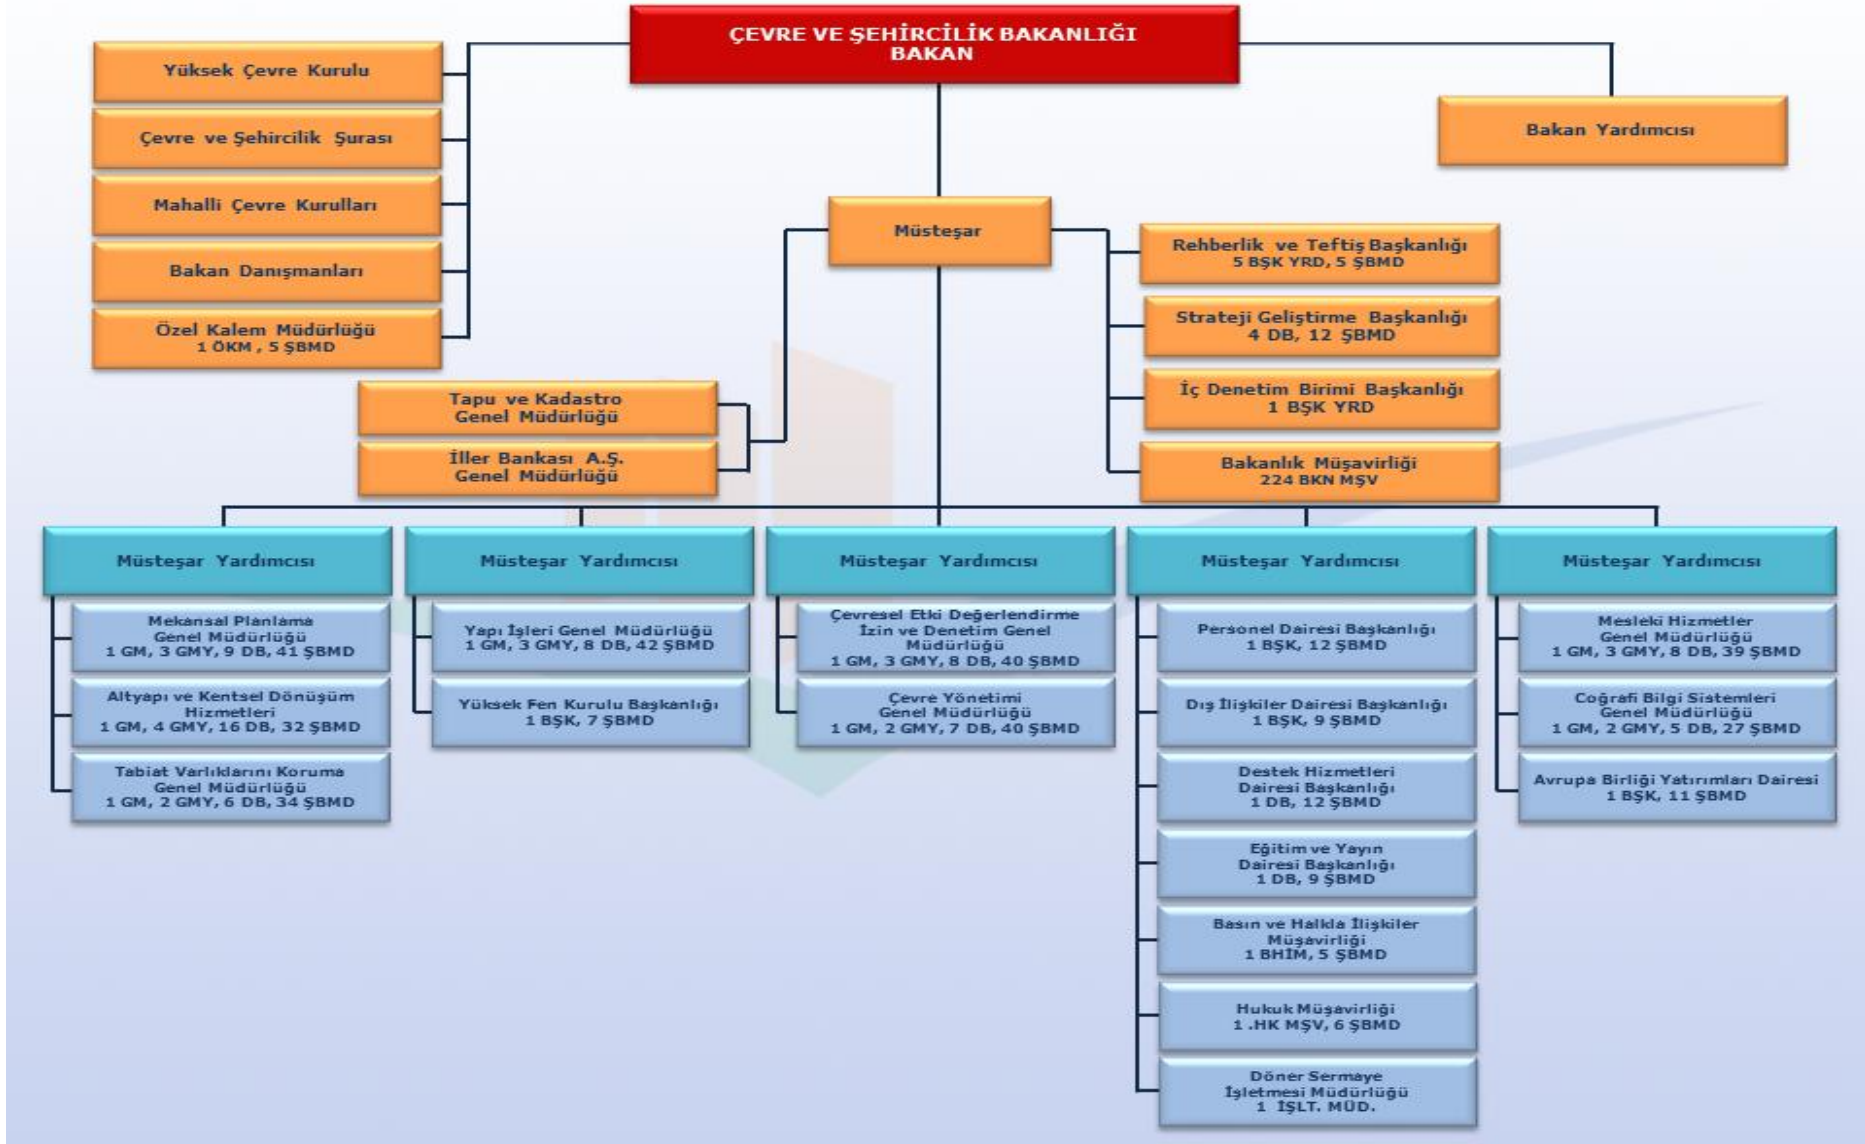 ÇEVRE VE ŞEHİRCİLİK BAKANLIĞI
BAKAN
Yüksek Çevre Kurulu
Çevre ve Şehircilik Şurası
Mahalli Çevre Kurulları
Bakan Danışmanları
Özel Kalem Müdürlüğü
1 ÖKM , 5 ŞBMD
Bakan Yardımcısı
Müsteşar
Rehberlik ve Teftiş Başkanlığı
5 BŞK YRD, 5 ŞBMD
Strateji Geliştirme Başkanlığı
4 DB, 12 ŞBMD
İç Denetim Birimi Başkanlığı
1 BŞK YRD
Bakanlık Müşavirliği
224 BKN MŞV
Tapu ve Kadastro
Genel Müdürlüğü
İller Bankası A.Ş.
Genel Müdürlüğü
Müsteşar Yardımcısı
Mekansal Planlama
Genel Müdürlüğü
1 GM, 3 GMY, 9 DB, 41 ŞBMD
Altyapı ve Kentsel Dönüşüm
Hizmetleri
1 GM, 4 GMY, 16 DB, 32 ŞBMD
Tabiat Varlıklarını Koruma
Genel Müdürlüğü
1 GM, 2 GMY, 6 DB, 34 ŞBMD
Müsteşar Yardımcısı
Yapı İşleri Genel Müdürlüğü
1 GM, 3 GMY, 8 DB, 42 ŞBMD
Yüksek Fen Kurulu Başkanlığı
1 BŞK, 7 ŞBMD
Müsteşar Yardımcısı
Çevresel Etki Değerlendirme
İzin ve Denetim Genel
Müdürlüğü
1 GM, 3 GMY, 8 DB, 40 ŞBMD
Çevre Yönetimi
Genel Müdürlüğü
1 GM, 2 GMY, 7 DB, 40 ŞBMD
Müsteşar Yardımcısı
Personel Dairesi Başkanlığı
1 BŞK, 12 ŞBMD
Dış İlişkiler Dairesi Başkanlığı
1 BŞK, 9 ŞBMD
Destek Hizmetleri
Dairesi Başkanlığı
1 DB, 12 ŞBMD
Eğitim ve Yayın
Dairesi Başkanlığı
1 DB, 9 ŞBMD
Basın ve Halkla İlişkiler
Müşavirliği
1 BHİM, 5 ŞBMD
Hukuk Müşavirliği
1 .HK MŞV, 6 ŞBMD
Döner Sermaye
İşletmesi Müdürlüğü
1 İŞLT. MÜD.
Müsteşar Yardımcısı
Mesleki Hizmetler
Genel Müdürlüğü
1 GM, 3 GMY, 8 DB, 39 ŞBMD
Coğrafi Bilgi Sistemleri
Genel Müdürlüğü
1 GM, 2 GMY, 5 DB, 27 ŞBMD
Avrupa Birliği Yatırımları Dairesi
1 BŞK, 11 ŞBMD